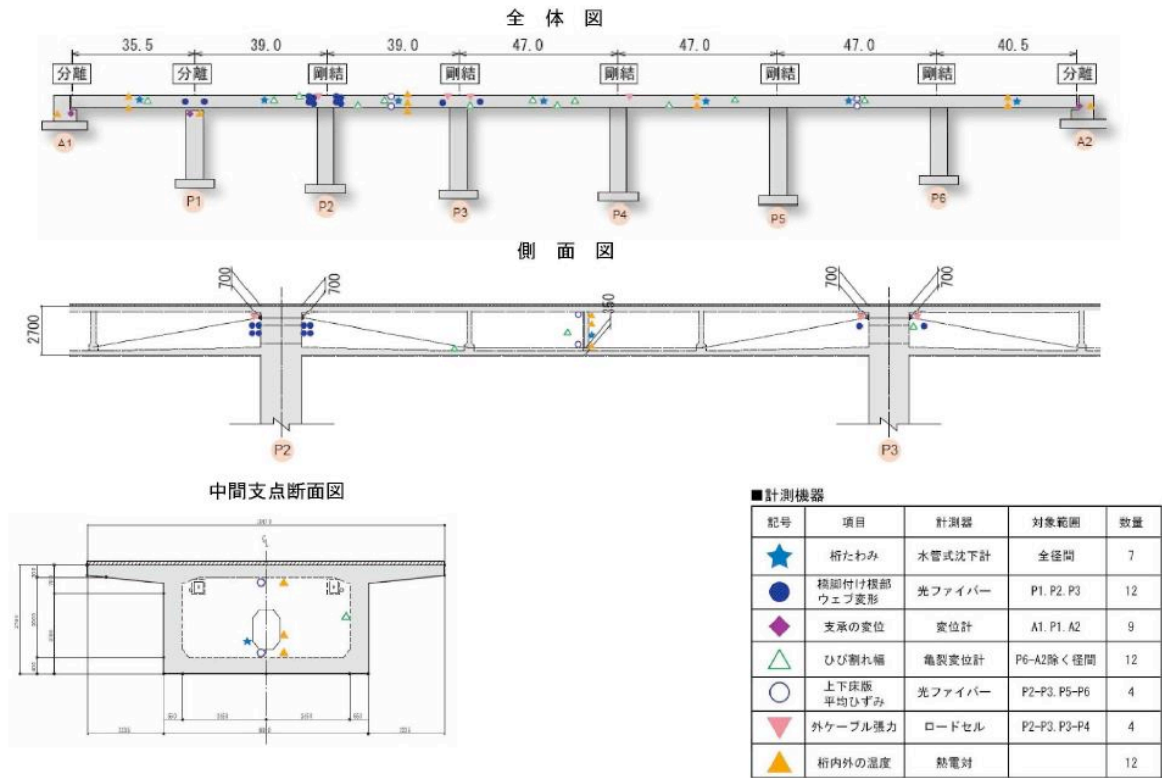 全 体 図
35.5 39.0 39.0 47.0 47.0 47.0 40.5
分離 分離 剛結 剛結 剛結 剛結 剛結 分離
A1 P1 P2 P3 P4 P5 P6 A2
側 面 図
700 700 700 700
2700
350
P2 P3
中間支点断面図
■計測機器
記号 項目 計測器 対象範囲 数量
桁たわみ 水管式沈下計 全径間 7
橋脚付け根部
ウェブ変形 光ファイバー P1.P2.P3 12
支承の変位 変位計 A1.P1.A2 9
ひび割れ幅 亀裂変位計 P6-A2除く径間 12
上下床版
平均ひずみ 光ファイバー P2-P3.P5-P6 4
外ケーブル張力 ロードセル P2-P3.P3-P4 4
桁内外の温度 熱電対 12